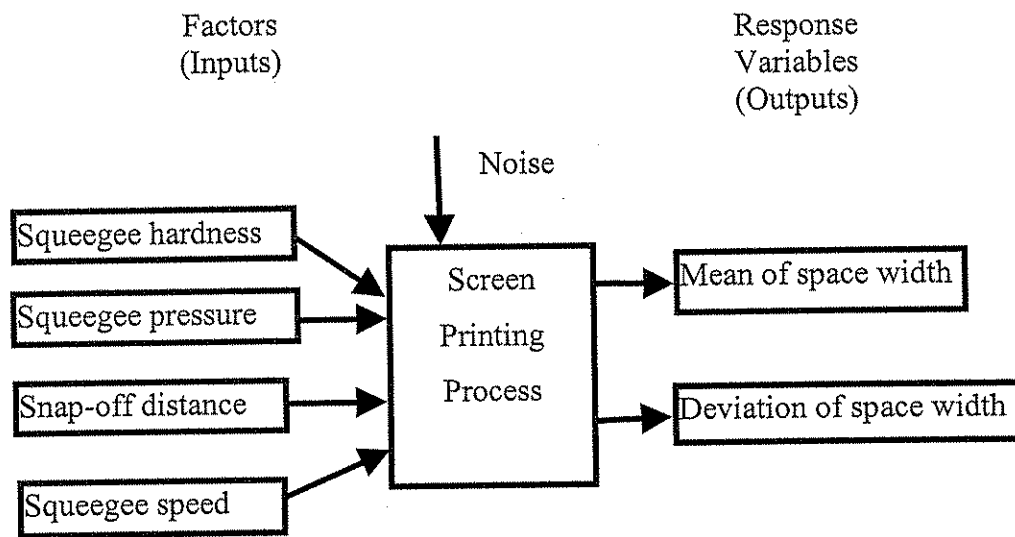 Factors
(Inputs)
Response
Variables
(Outputs)
Noise
Squeegee hardness
Squeegee pressure
Snap-off distance
Squeegee speed
Screen
Printing
Process
Mean of space width
Deviation of space width